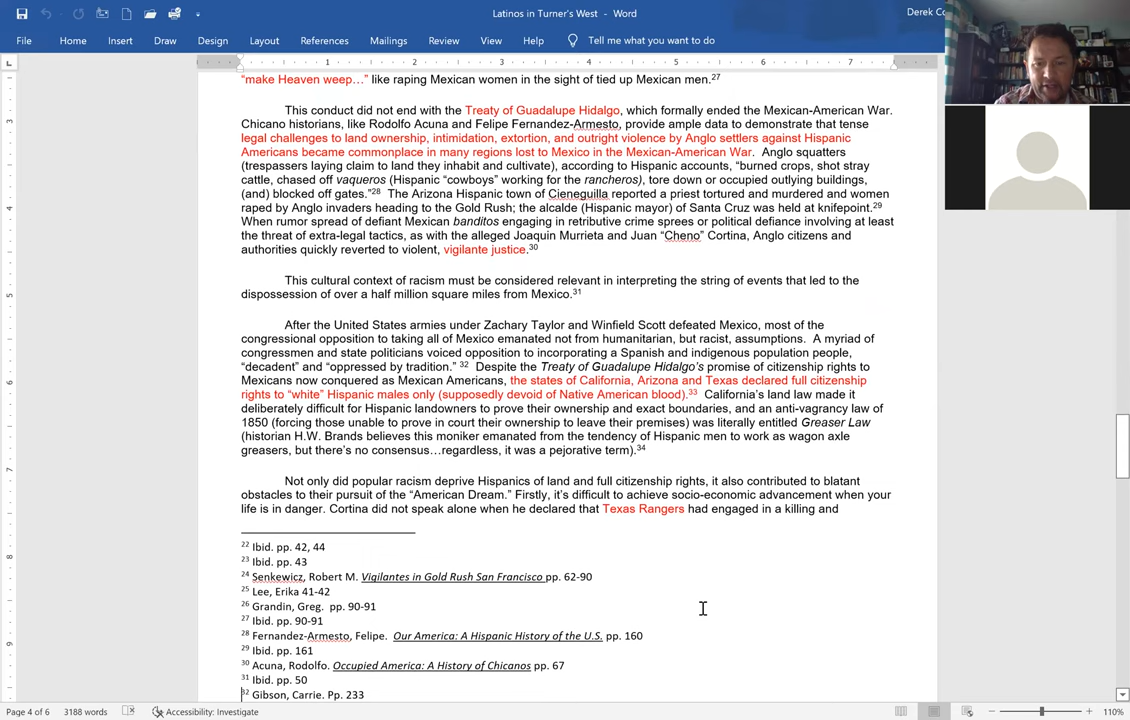 Latinos in Turner's West - Word
Derek Co
File Home Insert Draw Design Layout References Mailings Review View Help Tell me what you want to do
1 2 3 4 5 6 7
“make Heaven weep…” like raping Mexican women in the sight of tied up Mexican men.27
This conduct did not end with the Treaty of Guadalupe Hidalgo, which formally ended the Mexican-American War.
Chicano historians, like Rodolfo Acuna and Felipe Fernandez-Armesto, provide ample data to demonstrate that tense
legal challenges to land ownership, intimidation, extortion, and outright violence by Anglo settlers against Hispanic
Americans became commonplace in many regions lost to Mexico in the Mexican-American War. Anglo squatters
(trespassers laying claim to land they inhabit and cultivate), according to Hispanic accounts, “burned crops, shot stray
cattle, chased off vaqueros (Hispanic “cowboys” working for the rancheros), tore down or occupied outlying buildings,
(and) blocked off gates.”28 The Arizona Hispanic town of Cieneguilla reported a priest tortured and murdered and women
raped by Anglo invaders heading to the Gold Rush; the alcalde (Hispanic mayor) of Santa Cruz was held at knifepoint.29
When rumor spread of defiant Mexican banditos engaging in retributive crime sprees or political defiance involving at least
the threat of extra-legal tactics, as with the alleged Joaquin Murrieta and Juan “Cheno” Cortina, Anglo citizens and
authorities quickly reverted to violent, vigilante justice.30
This cultural context of racism must be considered relevant in interpreting the string of events that led to the
dispossession of over a half million square miles from Mexico.31
After the United States armies under Zachary Taylor and Winfield Scott defeated Mexico, most of the
congressional opposition to taking all of Mexico emanated not from humanitarian, but racist, assumptions. A myriad of
congressmen and state politicians voiced opposition to incorporating a Spanish and indigenous population people,
“decadent” and “oppressed by tradition.” 32 Despite the Treaty of Guadalupe Hidalgo’s promise of citizenship rights to
Mexicans now conquered as Mexican Americans, the states of California, Arizona and Texas declared full citizenship
rights to “white” Hispanic males only (supposedly devoid of Native American blood).33 California’s land law made it
deliberately difficult for Hispanic landowners to prove their ownership and exact boundaries, and an anti-vagrancy law of
1850 (forcing those unable to prove in court their ownership to leave their premises) was literally entitled Greaser Law
(historian H.W. Brands believes this moniker emanated from the tendency of Hispanic men to work as wagon axle
greasers, but there’s no consensus…regardless, it was a pejorative term).34
Not only did popular racism deprive Hispanics of land and full citizenship rights, it also contributed to blatant
obstacles to their pursuit of the “American Dream.” Firstly, it’s difficult to achieve socio-economic advancement when your
life is in danger. Cortina did not speak alone when he declared that Texas Rangers had engaged in a killing and
22 Ibid. pp. 42, 44
23 Ibid. pp. 43
24 Senkewicz, Robert M. Vigilantes in Gold Rush San Francisco pp. 62-90
25 Lee, Erika 41-42
26 Grandin, Greg. pp. 90-91
27 Ibid. pp. 90-91
28 Fernandez-Armesto, Felipe. Our America: A Hispanic History of the U.S. pp. 160
29 Ibid. pp. 161
30 Acuna, Rodolfo. Occupied America: A History of Chicanos pp. 67
31 Ibid. pp. 50
32 Gibson, Carrie. Pp. 233
Page 4 of 6 3188 words Accessibility: Investigate 110%